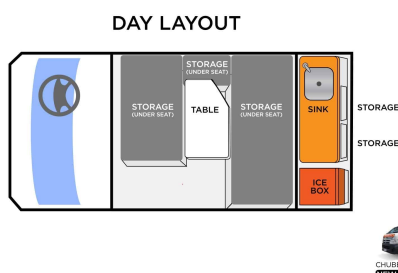 DAY LAYOUT
STORAGE
(UNDER SEAT)
STORAGE
(UNDER SEAT)
TABLE
STORAGE
(UNDER SEAT)
SINK
STORAGE
STORAGE
ICE
BOX